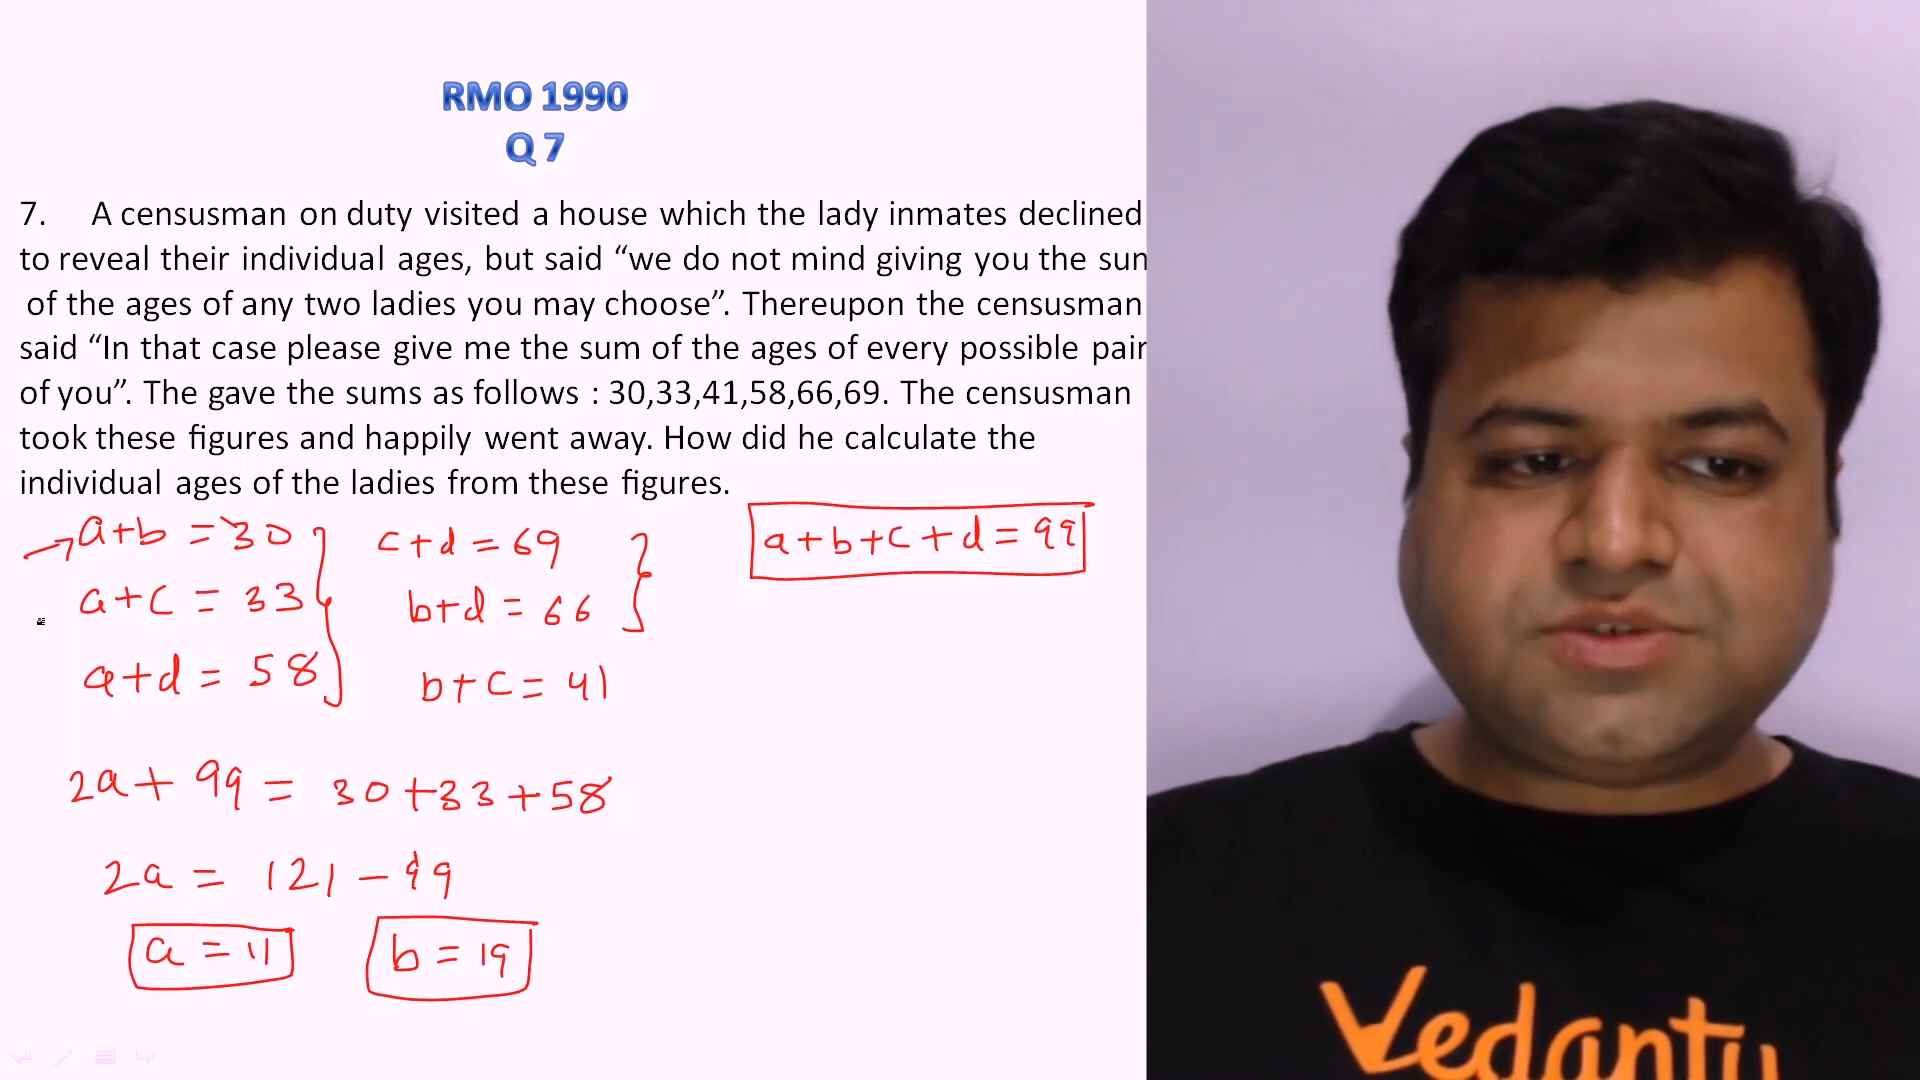 RMO 1990
Q 7
7. A censusman on duty visited a house which the lady inmates declined
to reveal their individual ages, but said “we do not mind giving you the sum
of the ages of any two ladies you may choose”. Thereupon the censusman
said “In that case please give me the sum of the ages of every possible pair
of you”. The gave the sums as follows : 30,33,41,58,66,69. The censusman
took these figures and happily went away. How did he calculate the
individual ages of the ladies from these figures.
a+b = 30 c+d = 69 a+b+c+d = 99
a+c = 33 b+d = 66
a+d = 58 b+c = 41
2a + 99 = 30+33+58
2a = 121 - 99
a = 11 b = 19
Vedantu